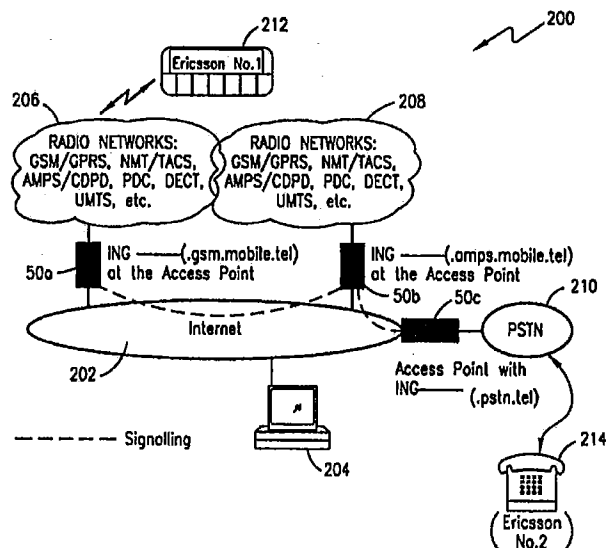 212
200
Ericsson No.1
206
208
RADIO NETWORKS:
GSM/GPRS, NMT/TACS,
AMPS/CDPD, PDC, DECT,
UMTS, etc.
RADIO NETWORKS:
GSM/GPRS, NMT/TACS,
AMPS/CDPD, PDC, DECT,
UMTS, etc.
50a
ING (.gsm.mobile.tel)
at the Access Point
ING (.amps.mobile.tel)
at the Access Point
50b
50c
210
Internet
PSTN
202
Access Point with
ING (.pstn.tel)
Signalling
204
214
(Ericsson
No.2)